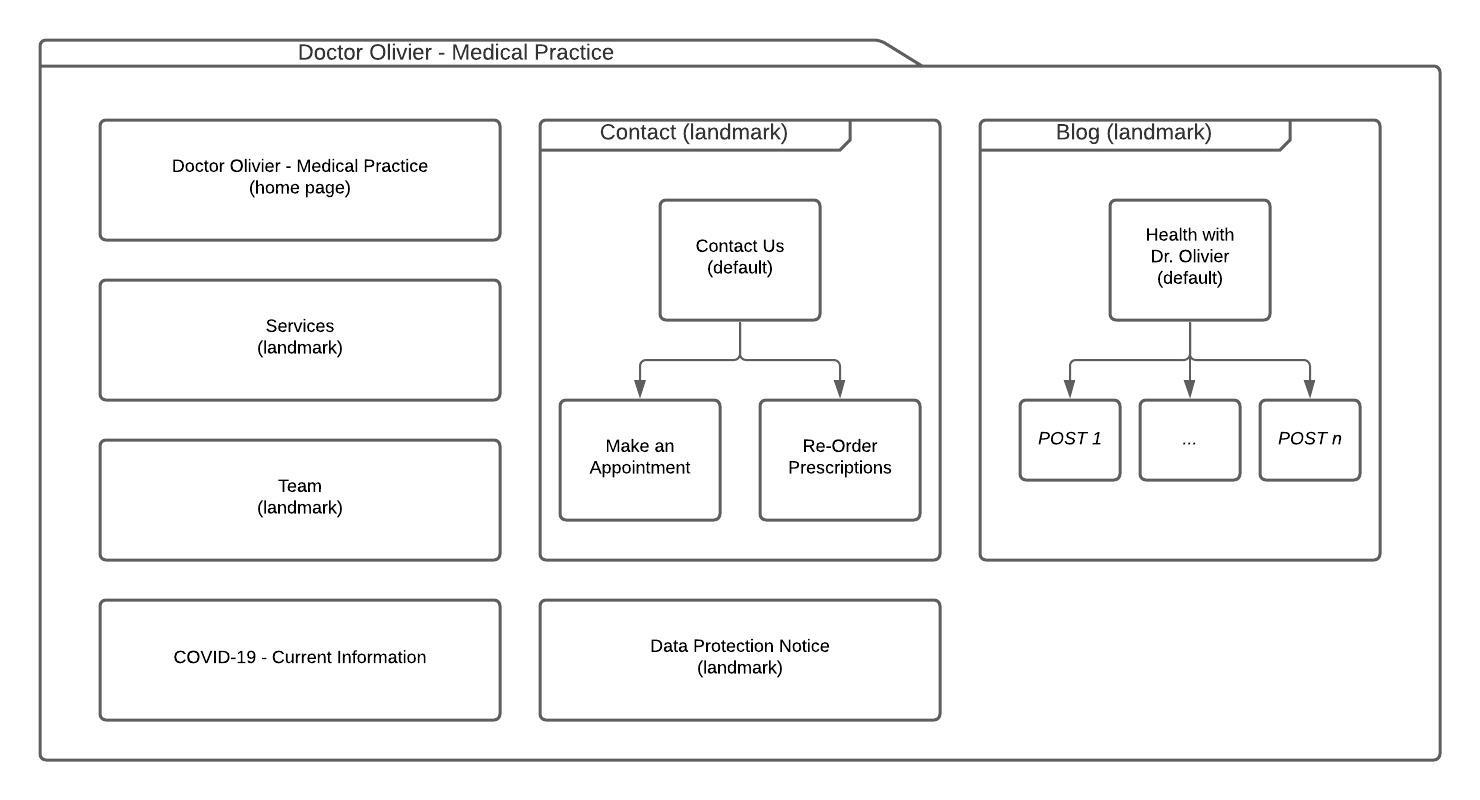 Doctor Olivier - Medical Practice
Doctor Olivier - Medical Practice
(home page)
Services
(landmark)
Team
(landmark)
COVID-19 - Current Information
Contact (landmark)
Contact Us
(default)
Make an
Appointment
Re-Order
Prescriptions
Data Protection Notice
(landmark)
Blog (landmark)
Health with
Dr. Olivier
(default)
POST 1
...
POST n